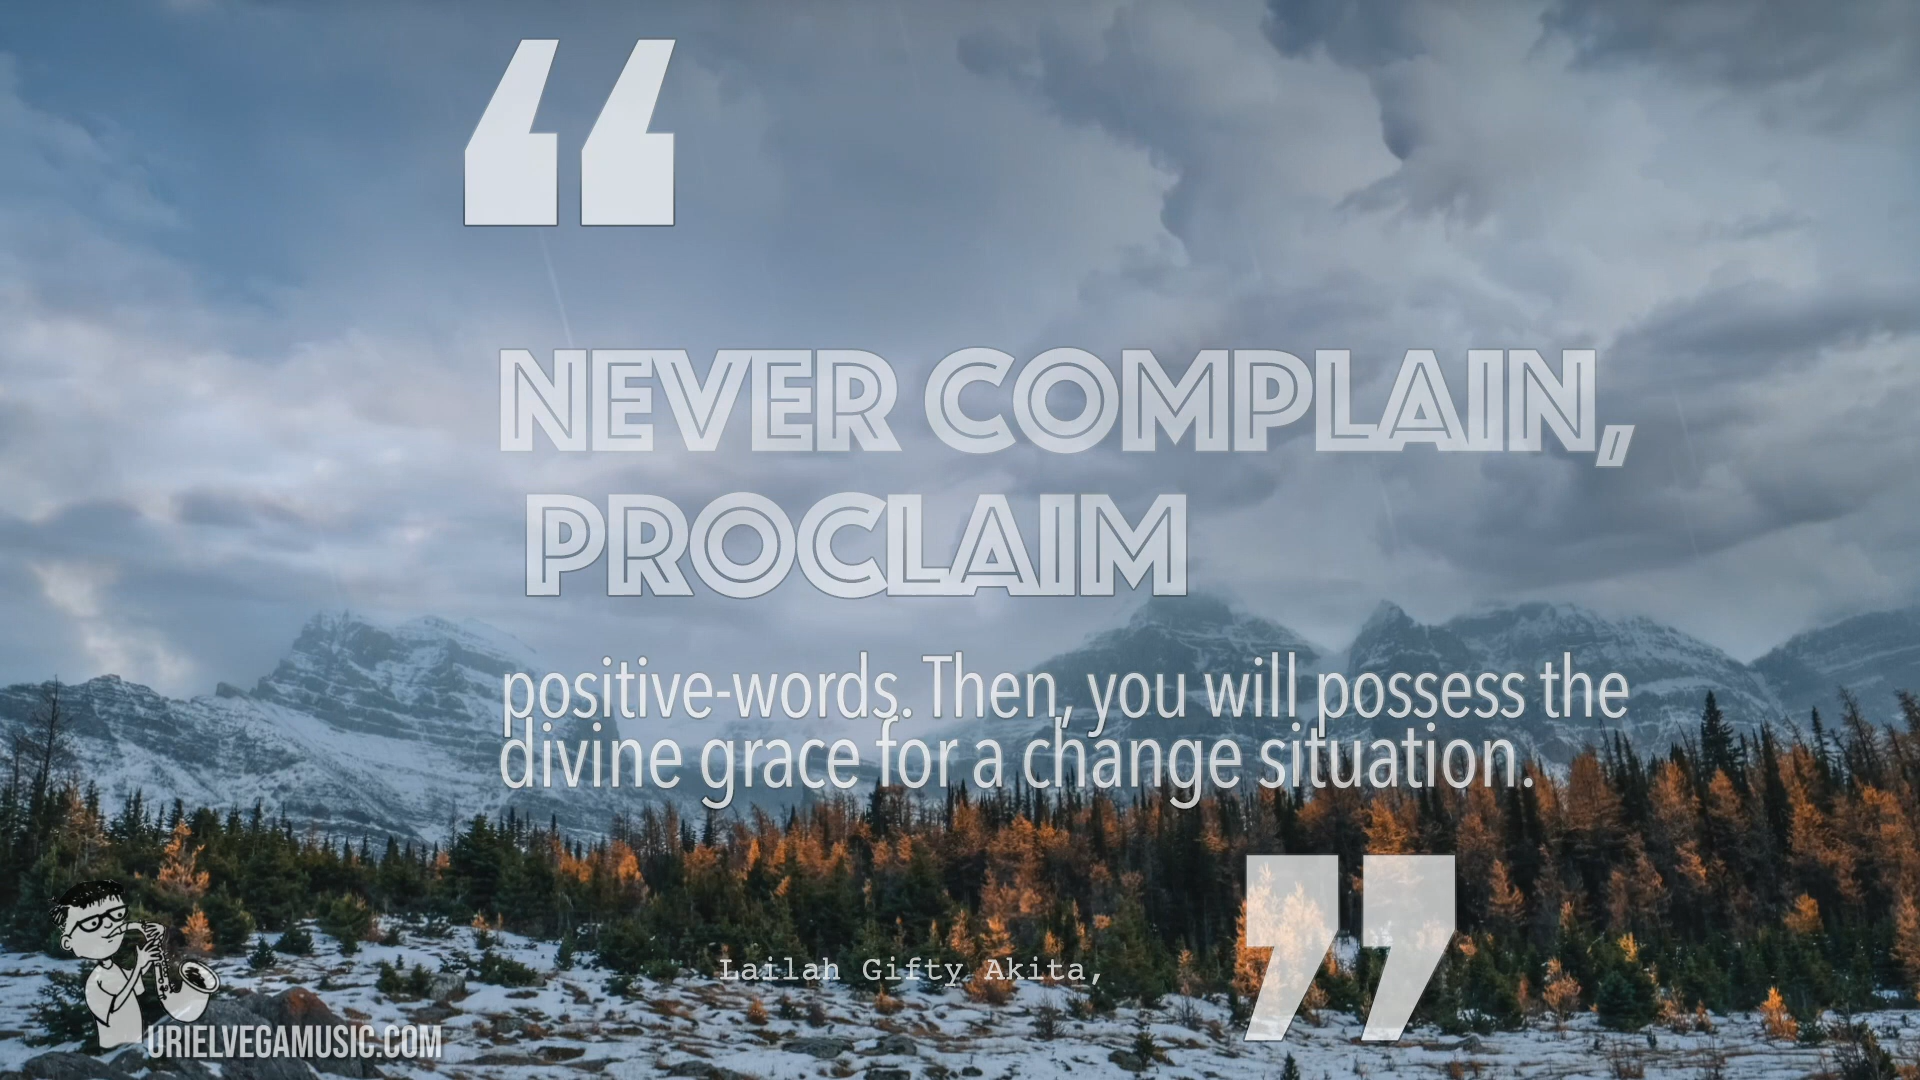 “
NEVER COMPLAIN,
PROCLAIM
positive-words. Then, you will possess the
divine grace for a change situation.
”
Lailah Gifty Akita,
URIELVEGAMUSIC.COM